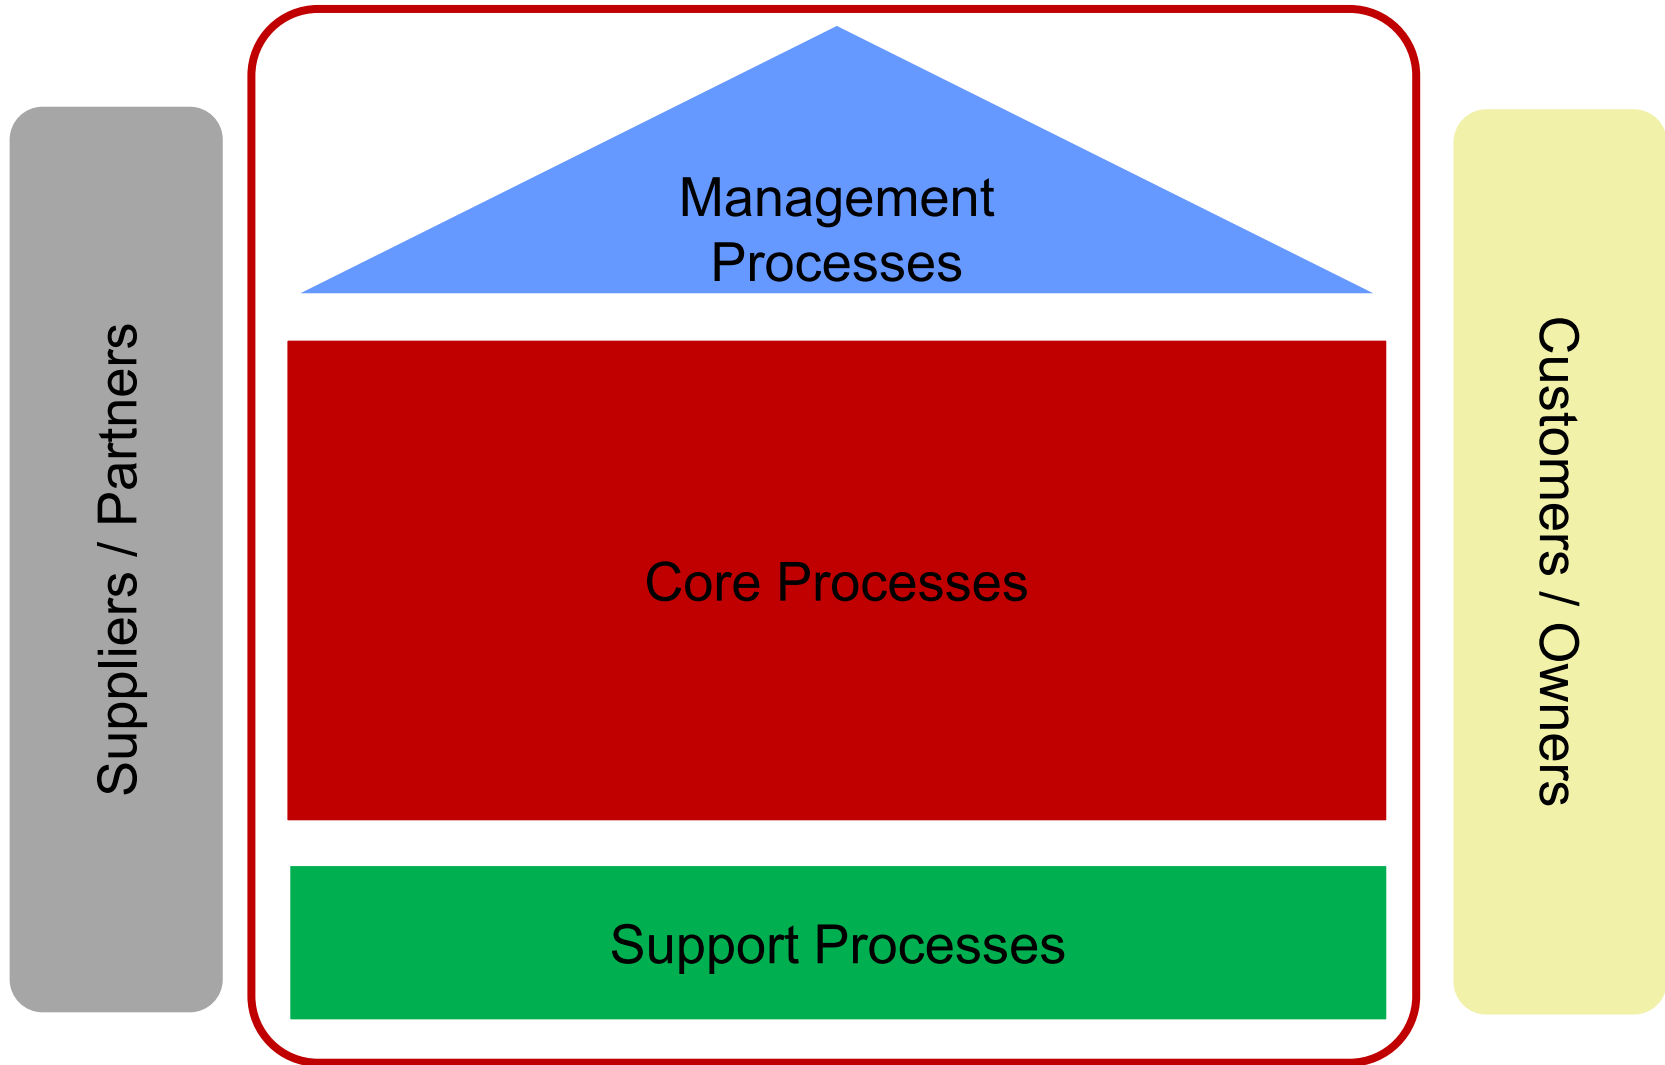 Suppliers / Partners
Management
Processes
Core Processes
Support Processes
Customers / Owners